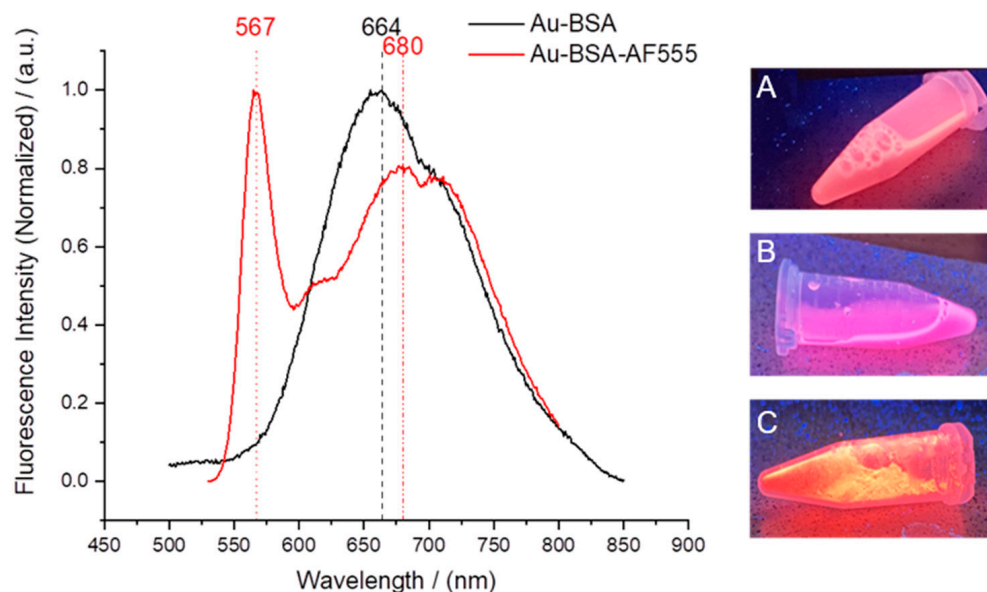 567
664
680
Au-BSA
Au-BSA-AF555
1.0
0.8
0.6
0.4
0.2
0.0
Fluorescence Intensity (Normalized) / (a.u.)
450 500 550 600 650 700 750 800 850 900
Wavelength / (nm)
A
B
C